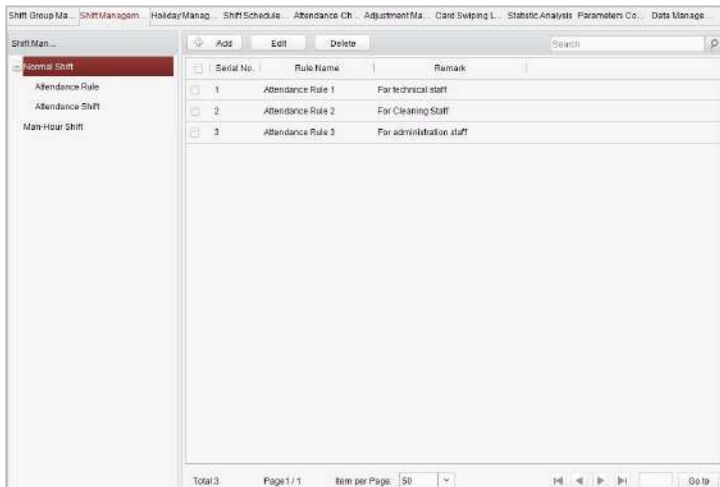 Shift Group Ma... Shift Managem... Holiday Manag... Shift Schedule... Attendance Ch... Adjustment Ma... Card Swiping L... Statistic Analysis Parameters Co... Data Manage...
Shift Man...
Add Edit Delete Search
Normal Shift
Serial No. Rule Name Remark
Attendance Rule
1 Attendance Rule 1 For technical staff
Attendance Shift
2 Attendance Rule 2 For Cleaning Staff
Man-Hour Shift
3 Attendance Rule 3 For administration staff
Total:3 Page1/1 Item per Page: 50 Go to